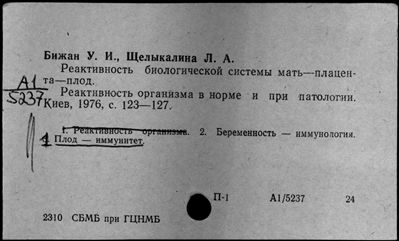 Бижан У. И., Щелыкалина Л. А.
Реактивность биологической системы мать—плацен-
та—плод.
А1
5237
Реактивность организма в норме и при патологии.
Киев, 1976, с. 123—127.
1. Реактивность организма. 2. Беременность — иммунология.
Плод — иммунитет.
П-1 А1/5237 24
2310 СБМБ при ГЦНМБ